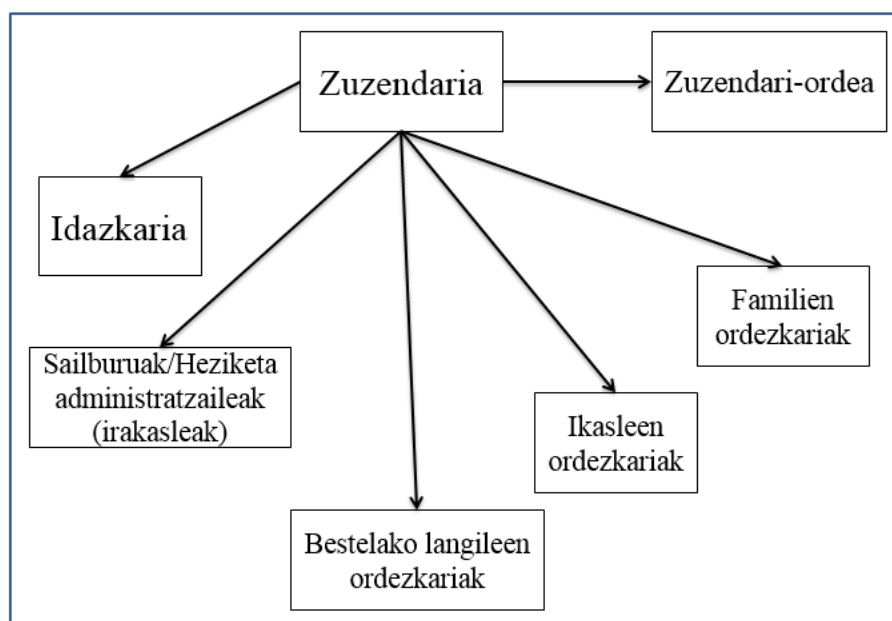 Zuzendaria
Zuzendari-ordea
Idazkaria
Familien
ordezkariak
Sailburuak/Heziketa
administratzaileak
(irakasleak)
Ikasleen
ordezkariak
Bestelako langileen
ordezkariak